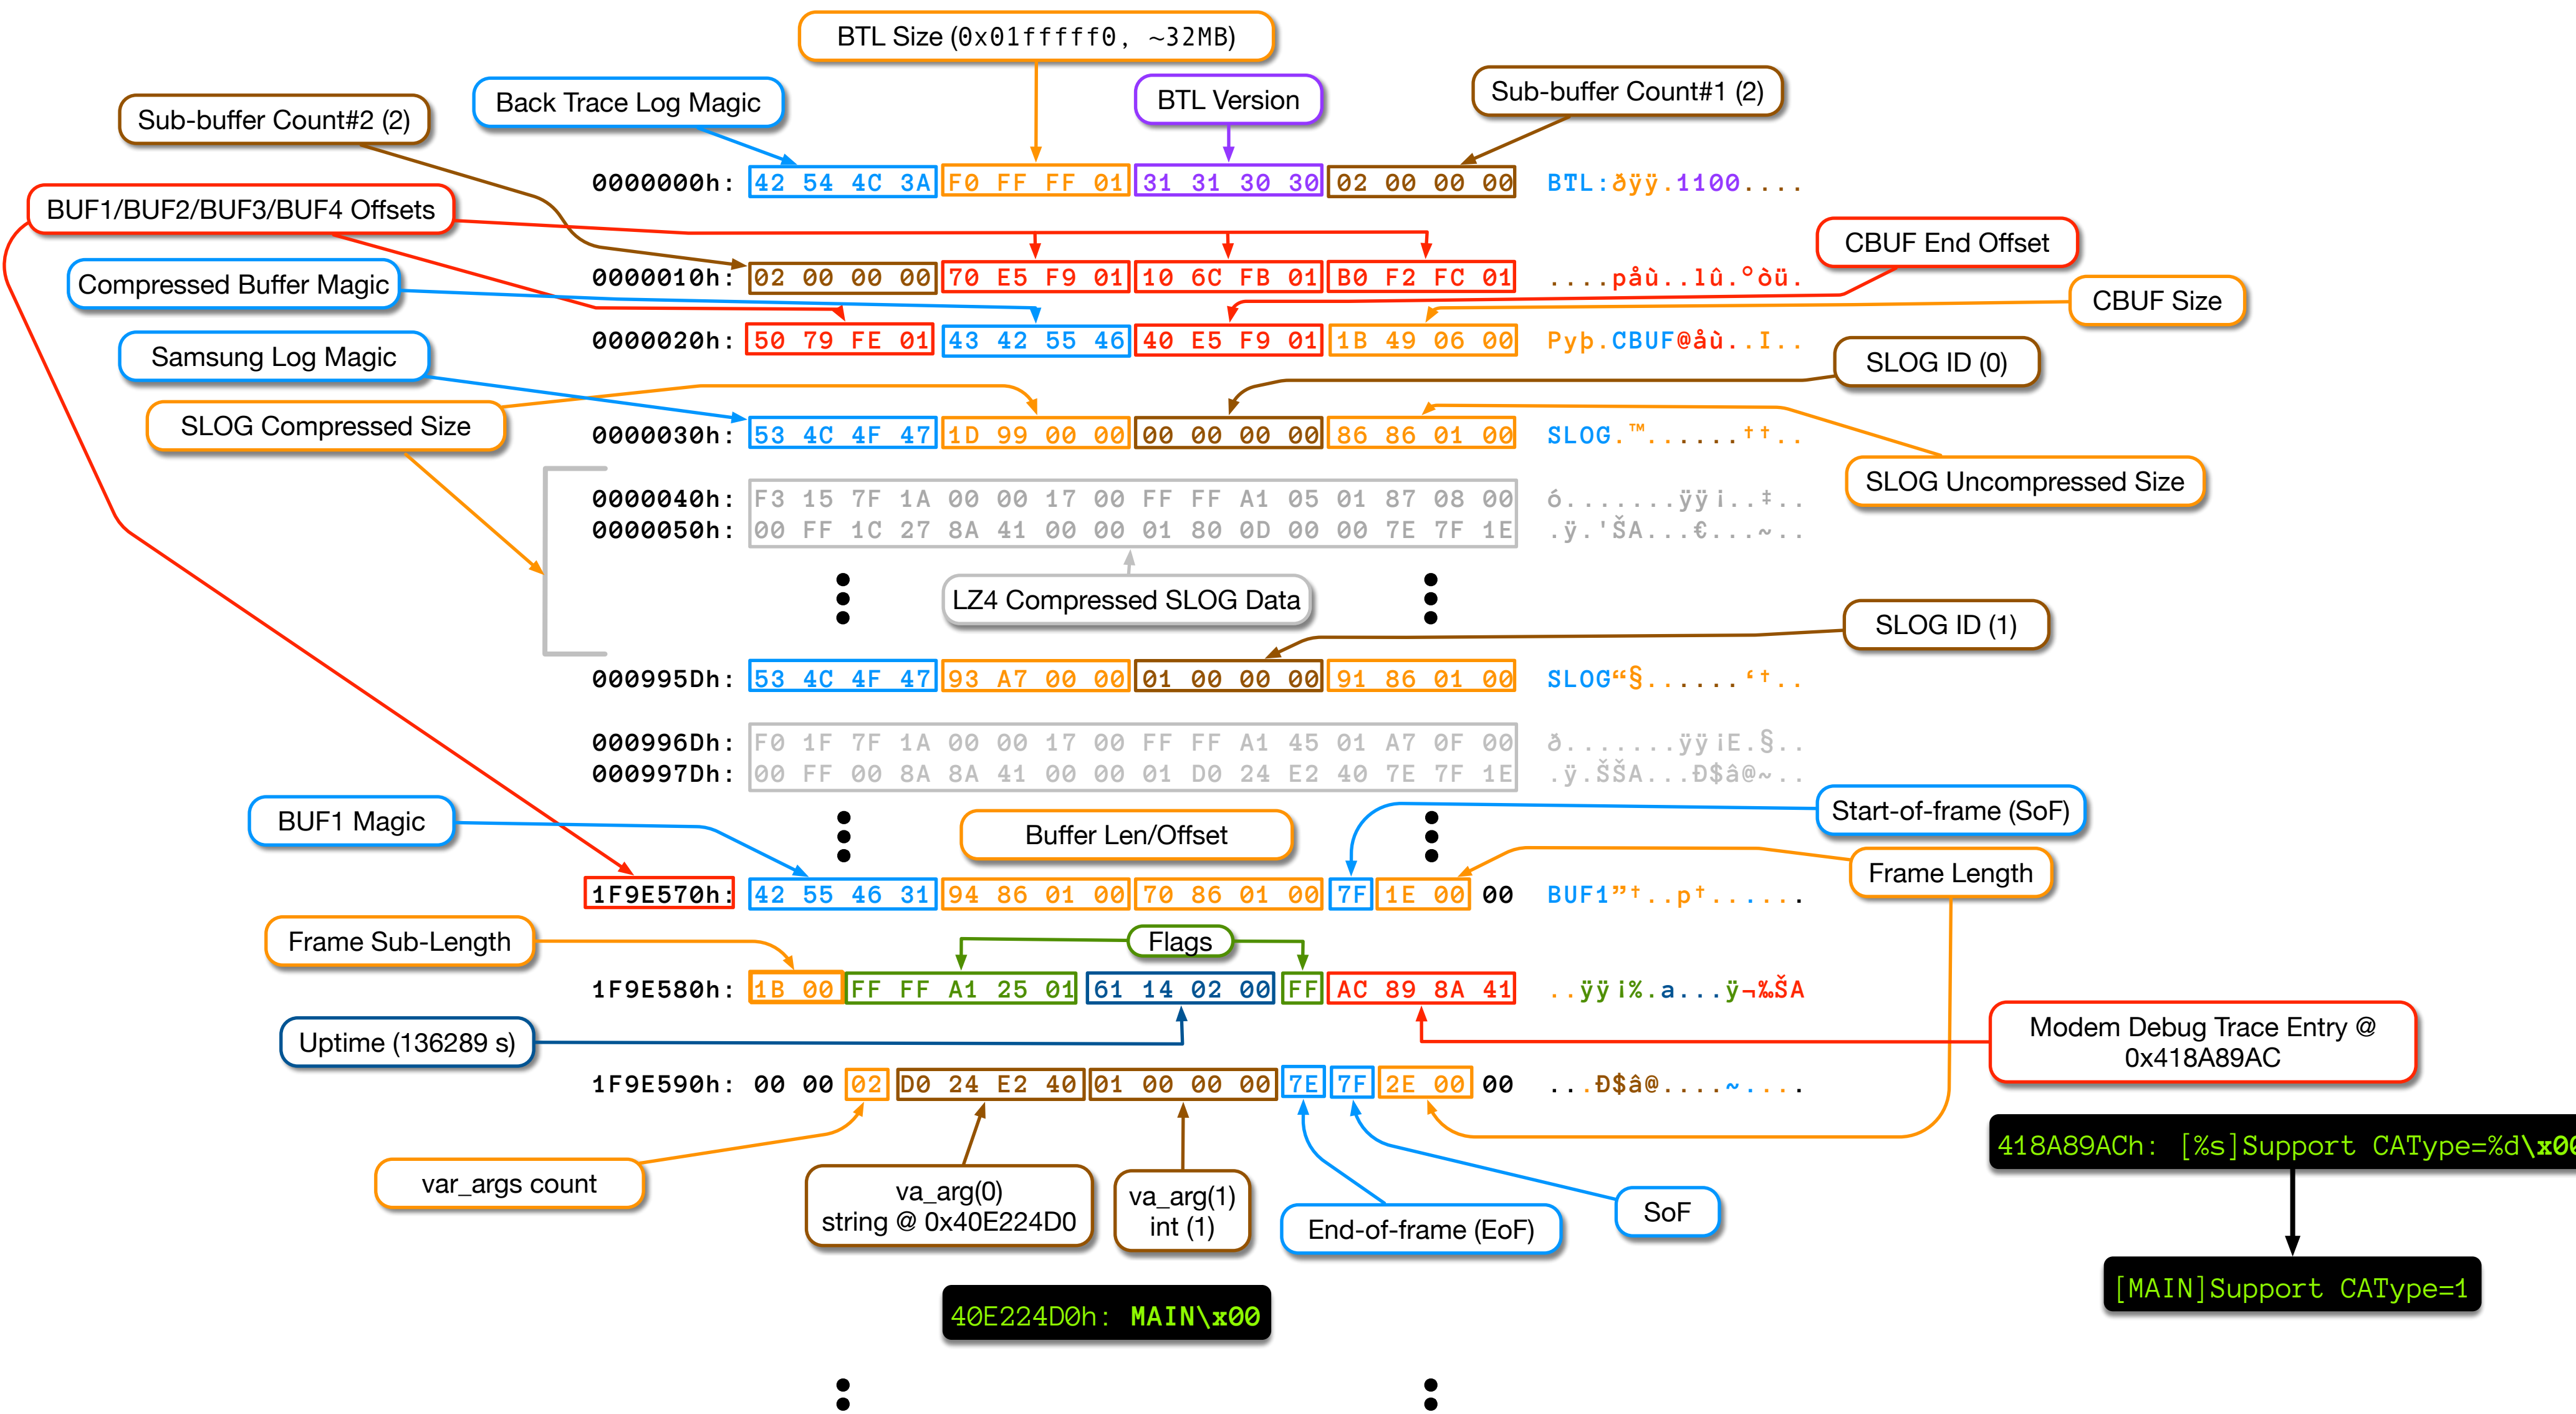 BTL Size (0x01fffff0, ~32MB)
Sub-buffer Count#1 (2)
Back Trace Log Magic
BTL Version
Sub-buffer Count#2 (2)
0000000h: 42 54 4C 3A F0 FF FF 01 31 31 30 30 02 00 00 00 BTL:ðÿÿ.1100....
BUF1/BUF2/BUF3/BUF4 Offsets
CBUF End Offset
0000010h: 02 00 00 00 70 E5 F9 01 10 6C FB 01 B0 F2 FC 01 ....påù..lû.°òü.
Compressed Buffer Magic
CBUF Size
0000020h: 50 79 FE 01 43 42 55 46 40 E5 F9 01 1B 49 06 00 Pyþ.CBUF@åù..I..
Samsung Log Magic
SLOG ID (0)
SLOG Compressed Size
0000030h: 53 4C 4F 47 1D 99 00 00 00 00 00 00 86 86 01 00 SLOG.™......††..
SLOG Uncompressed Size
0000040h: F3 15 7F 1A 00 00 17 00 FF FF A1 05 01 87 08 00 ó.......ÿÿ¡..‡..
0000050h: 00 FF 1C 27 8A 41 00 00 01 80 0D 00 00 7E 7F 1E .ÿ.'ŠA...€...~..
LZ4 Compressed SLOG Data
SLOG ID (1)
000995Dh: 53 4C 4F 47 93 A7 00 00 01 00 00 00 91 86 01 00 SLOG“§......‘†..
000996Dh: F0 1F 7F 1A 00 00 17 00 FF FF A1 45 01 A7 0F 00 ð.......ÿÿ¡E.§..
000997Dh: 00 FF 00 8A 8A 41 00 00 01 D0 24 E2 40 7E 7F 1E .ÿ.ŠŠA...Ð$â@~..
BUF1 Magic
Buffer Len/Offset
Start-of-frame (SoF)
Frame Length
1F9E570h: 42 55 46 31 94 86 01 00 70 86 01 00 7F 1E 00 00 BUF1”†..p†......
Frame Sub-Length
Flags
1F9E580h: 1B 00 FF FF A1 25 01 61 14 02 00 FF AC 89 8A 41 ..ÿÿ¡%.a...ÿ¬‰ŠA
Uptime (136289 s)
Modem Debug Trace Entry @
0x418A89AC
1F9E590h: 00 00 02 D0 24 E2 40 01 00 00 00 7E 7F 2E 00 00 ...Ð$â@....~....
418A89ACh: [%s]Support CAType=%d\x00
var_args count
va_arg(0)
string @ 0x40E224D0
va_arg(1)
int (1)
End-of-frame (EoF)
SoF
[MAIN]Support CAType=1
40E224D0h: MAIN\x00